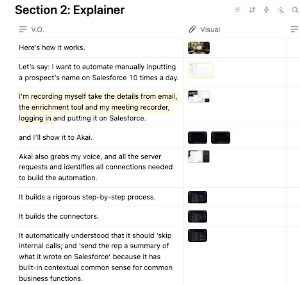 Section 2: Explainer
V.O.
Visual
Here's how it works.
Let's say: I want to automate manually inputting
a prospect's name on Salesforce 10 times a day.
I'm recording myself take the details from email,
the enrichment tool and my meeting recorder,
logging in and putting it on Salesforce.
and I'll show it to Akai.
Akai also grabs my voice, and all the server
requests and identifies all connections needed
to build the automation.
It builds a rigorous step-by-step process.
It builds the connectors.
It automatically understood that it should 'skip
internal calls; and 'send the rep a summary of
what it wrote on Salesforce' because it has
built-in contextual common sense for common
business functions.